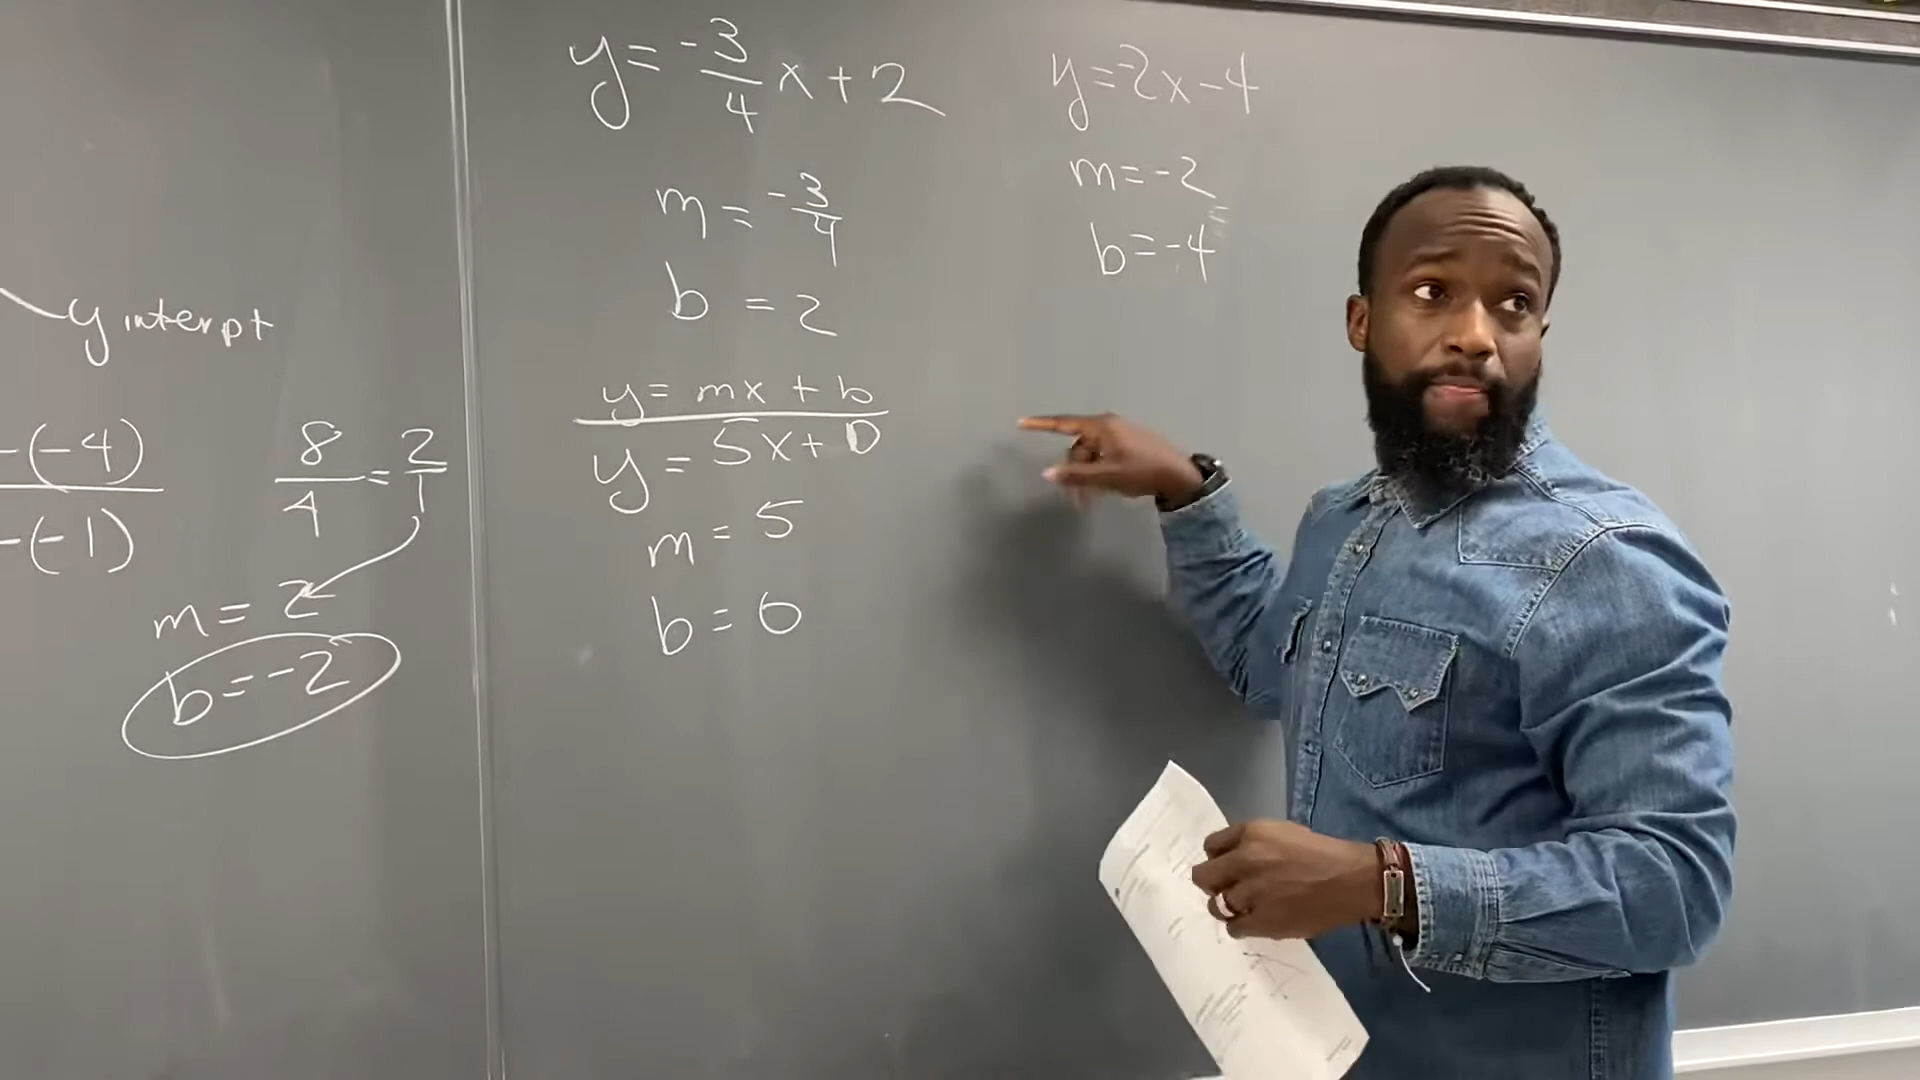 y interpt
-(-4)
-(-1)
8/4 = 2/1
m = 2
b = -2
y = -3/4 x + 2
m = -3/4
b = 2
y = mx + b
y = 5x + 0
m = 5
b = 0
y = -2x - 4
m = -2
b = -4